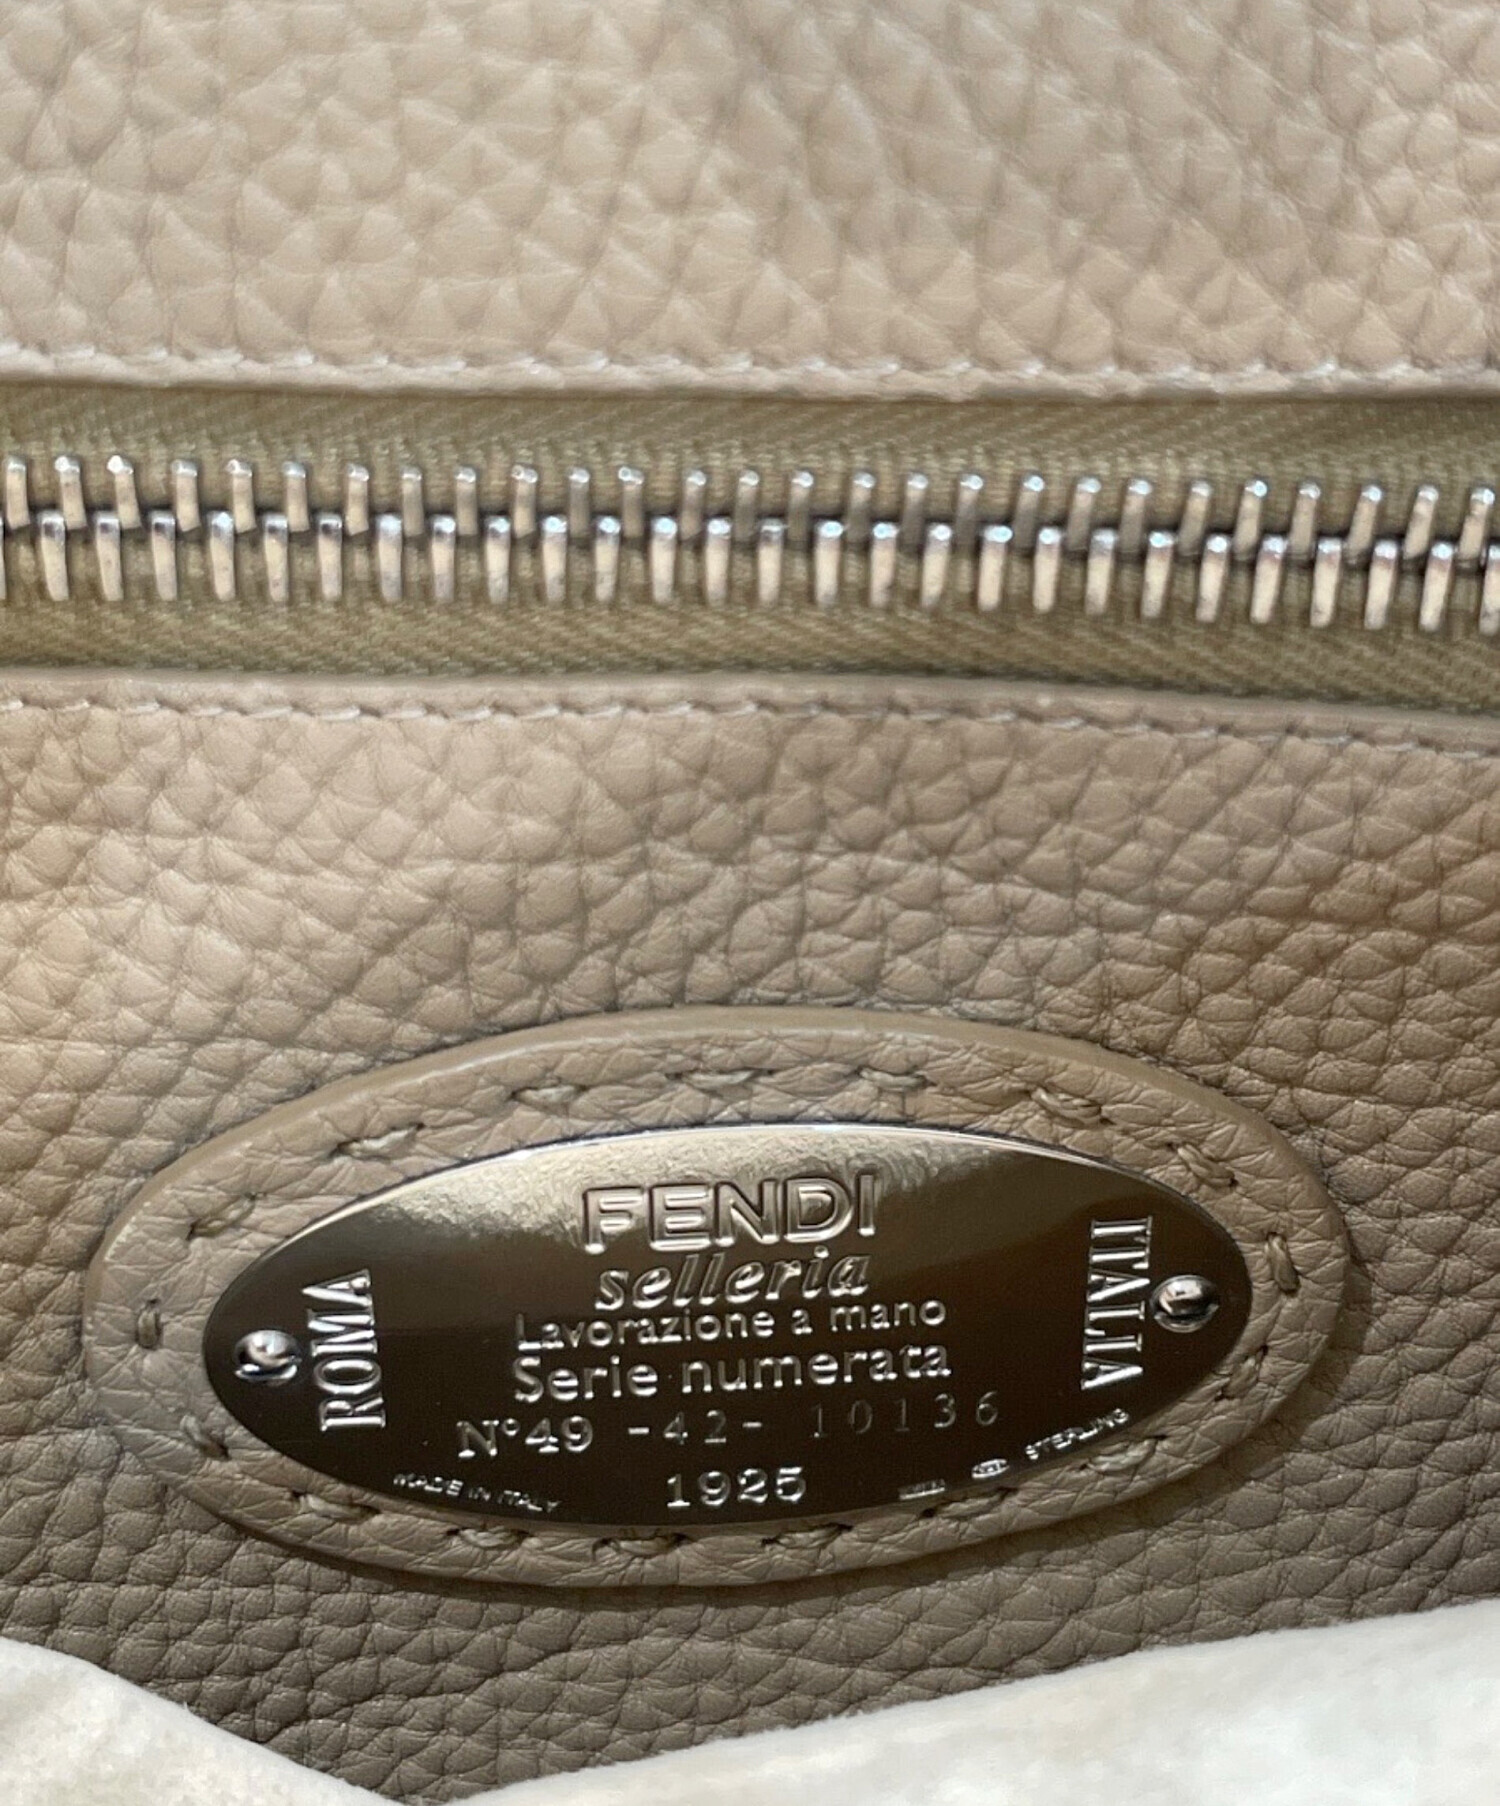 FENDI
selleria
Lavorazione a mano
Serie numerata
N°49 -42- 10136
1925
ROMA
ITALIA
MADE IN ITALY
STERLING